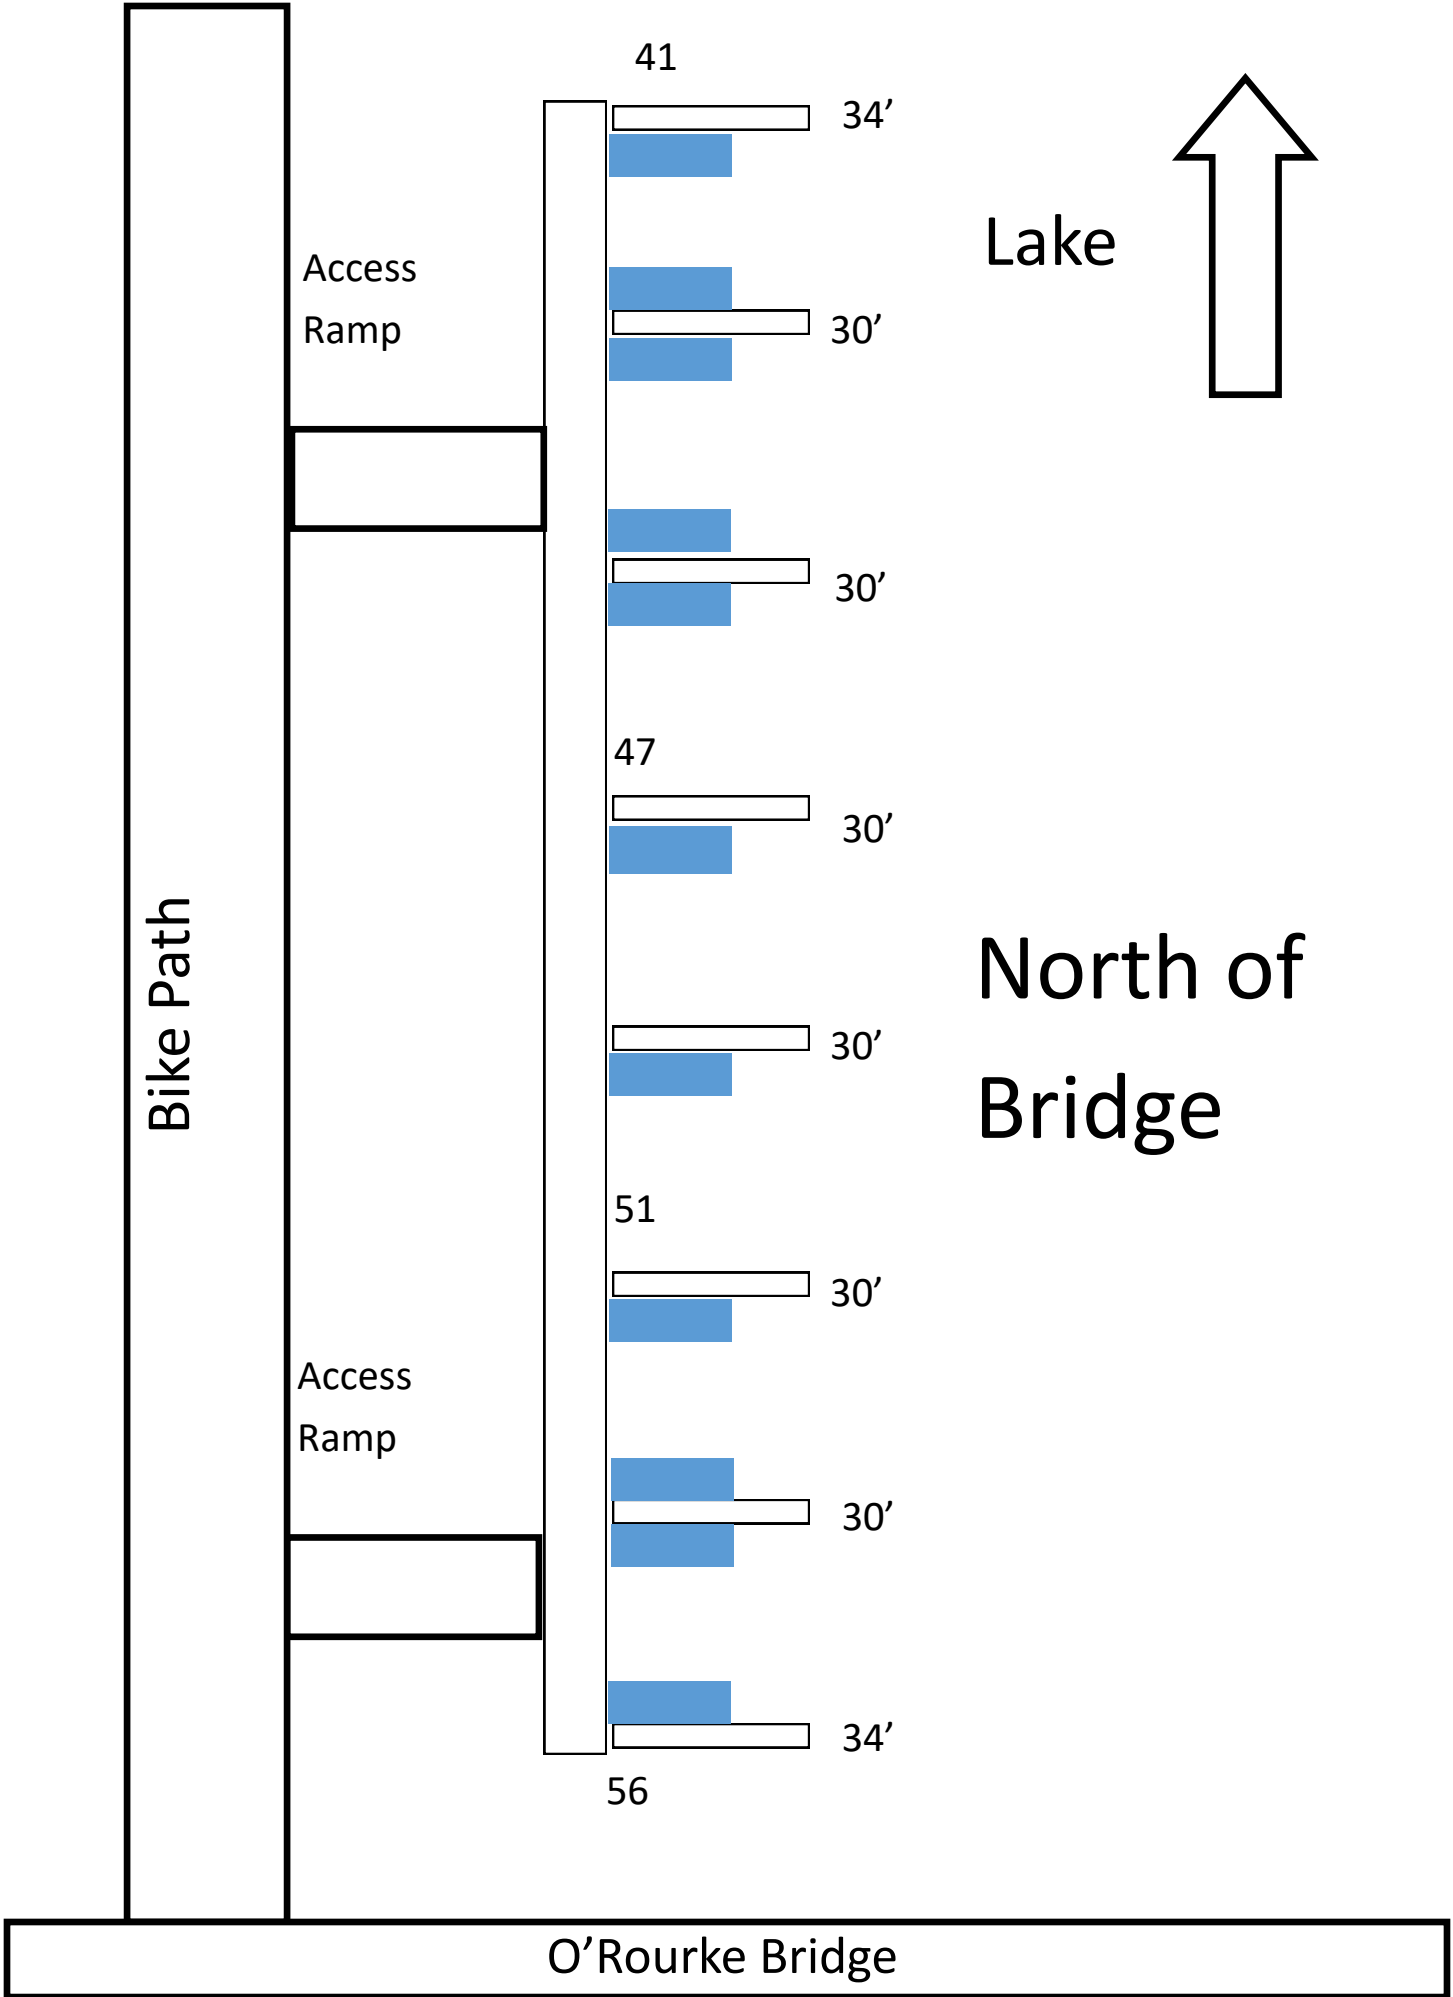 41
34’
Lake
Access
Ramp
30’
30’
47
30’
Bike Path
North of
Bridge
30’
51
30’
Access
Ramp
30’
34’
56
O’Rourke Bridge